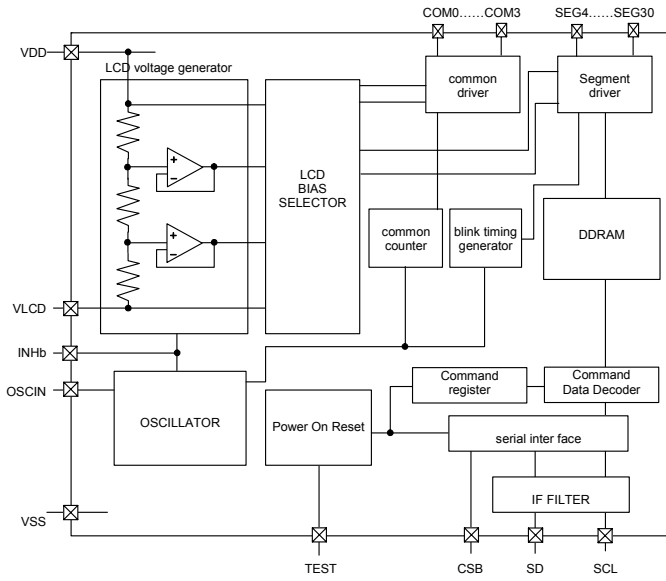 COM0……COM3
SEG4……SEG30
VDD
LCD voltage generator
common
driver
Segment
driver
LCD
BIAS
SELECTOR
common
counter
blink timing
generator
DDRAM
VLCD
INHb
OSCIN
OSCILLATOR
Power On Reset
Command
register
Command
Data Decoder
serial inter face
IF FILTER
VSS
TEST
CSB
SD
SCL